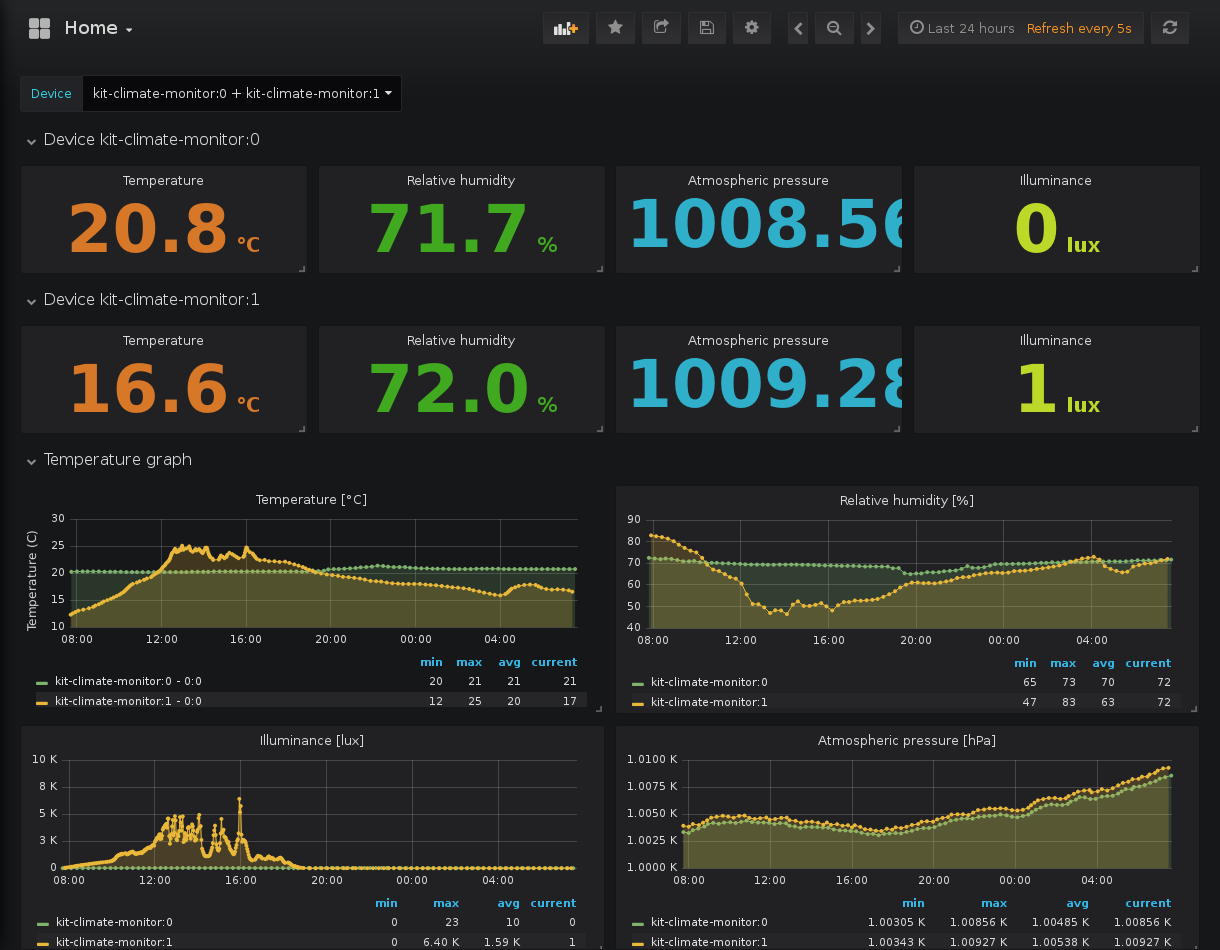 Home
Last 24 hours Refresh every 5s
Device kit-climate-monitor:0 + kit-climate-monitor:1
Device kit-climate-monitor:0
Temperature Relative humidity Atmospheric pressure Illuminance
20.8 °C 71.7 % 1008.56 0 lux
Device kit-climate-monitor:1
Temperature Relative humidity Atmospheric pressure Illuminance
16.6 °C 72.0 % 1009.28 1 lux
Temperature graph
Temperature [°C]
Temperature (C)
30
25
20
15
10
08:00 12:00 16:00 20:00 00:00 04:00
min max avg current
kit-climate-monitor:0 - 0:0 20 21 21 21
kit-climate-monitor:1 - 0:0 12 25 20 17
Relative humidity [%]
90
80
70
60
50
40
08:00 12:00 16:00 20:00 00:00 04:00
min max avg current
kit-climate-monitor:0 65 73 70 72
kit-climate-monitor:1 47 83 63 72
Illuminance [lux]
10 K
8 K
5 K
3 K
0
08:00 12:00 16:00 20:00 00:00 04:00
min max avg current
kit-climate-monitor:0 0 23 10 0
kit-climate-monitor:1 0 6.40 K 1.59 K 1
Atmospheric pressure [hPa]
1.0100 K
1.0075 K
1.0050 K
1.0025 K
1.0000 K
08:00 12:00 16:00 20:00 00:00 04:00
min max avg current
kit-climate-monitor:0 1.00305 K 1.00856 K 1.00485 K 1.00856 K
kit-climate-monitor:1 1.00343 K 1.00927 K 1.00538 K 1.00927 K